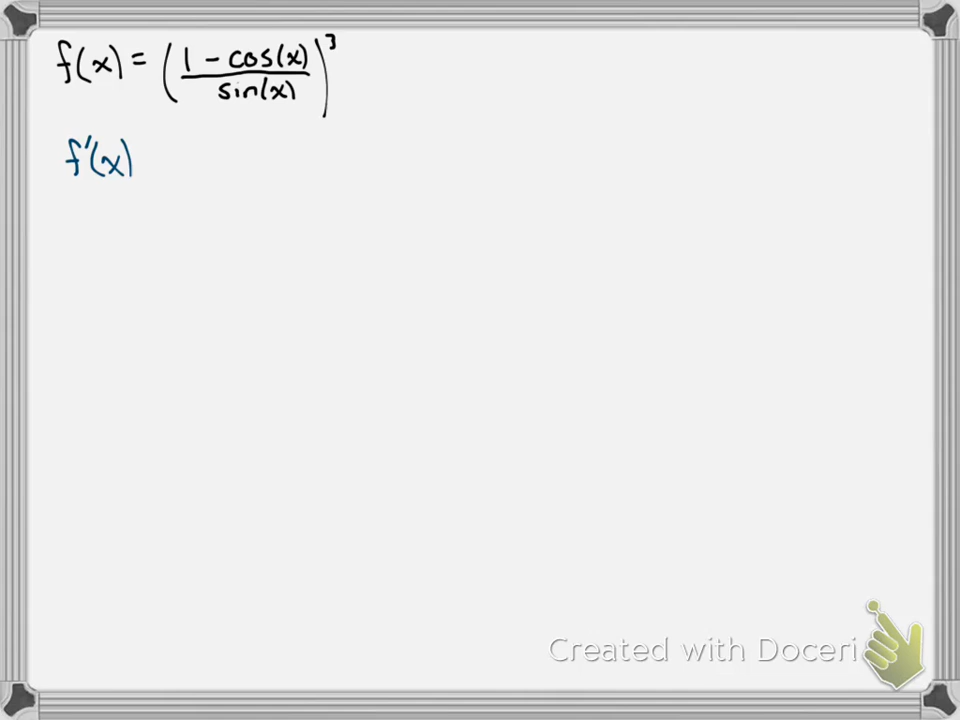 f(x) = ((1 - cos(x))/sin(x))^3
f'(x)
Created with Doceri